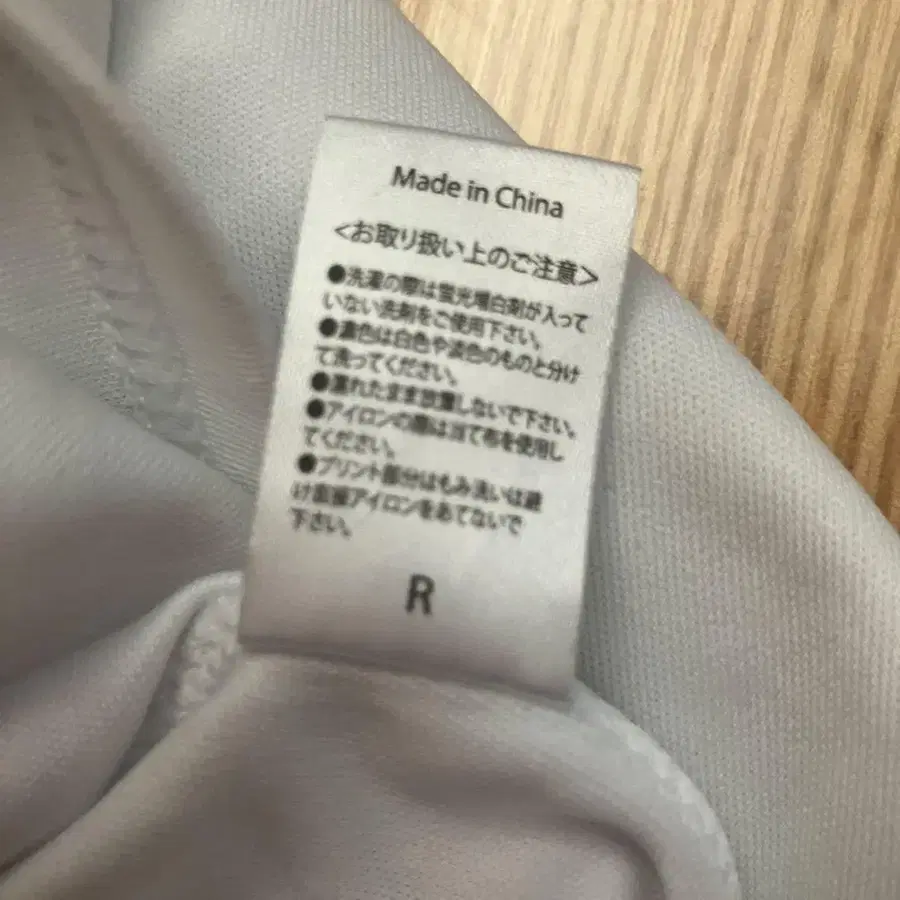 Made in China
<お取り扱い上のご注意>
●洗濯の際は蛍光増白剤が入って
いない洗剤をご使用下さい。
●濃色は白色や淡色のものと分け
て洗ってください。
●濡れたまま放置しないで下さい。
●アイロンの際は当て布を使用し
てください。
●プリント部分はもみ洗いは避
け直接アイロンをあてないで
下さい。
R